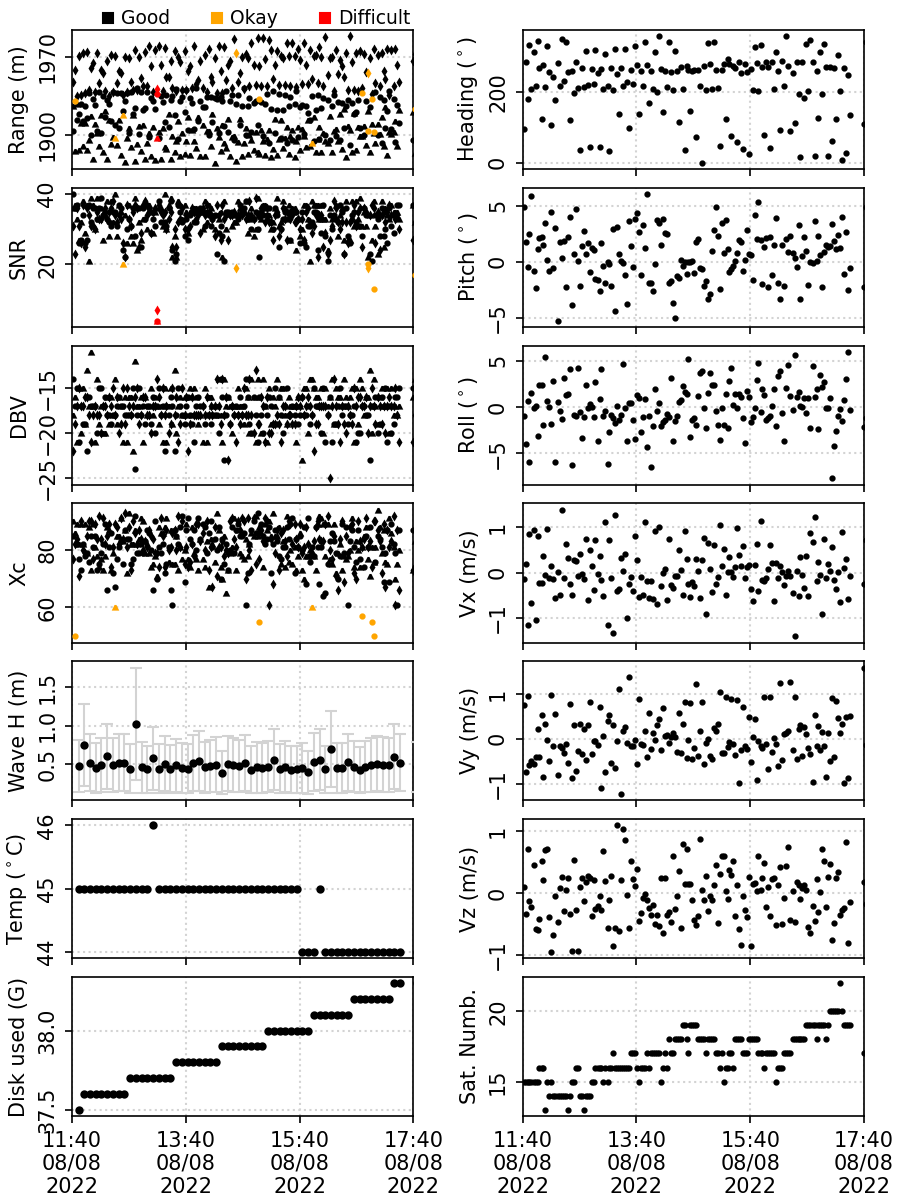 Good Okay Difficult
Range (m) 1970 1900
Heading (°) 200 0
SNR 40 20
Pitch (°) 5 0 −5
DBV −15 −20 −25
Roll (°) 5 0 −5
Xc 80 60
Vx (m/s) 1 0 −1
Wave H (m) 1.5 1.0 0.5
Vy (m/s) 1 0 −1
Temp (°C) 46 45 44
Vz (m/s) 1 0 −1
Disk used (G) 38.0 37.5
Sat. Numb. 20 15
11:40 13:40 15:40 17:40 11:40 13:40 15:40 17:40
08/08 08/08 08/08 08/08 08/08 08/08 08/08 08/08
2022 2022 2022 2022 2022 2022 2022 2022